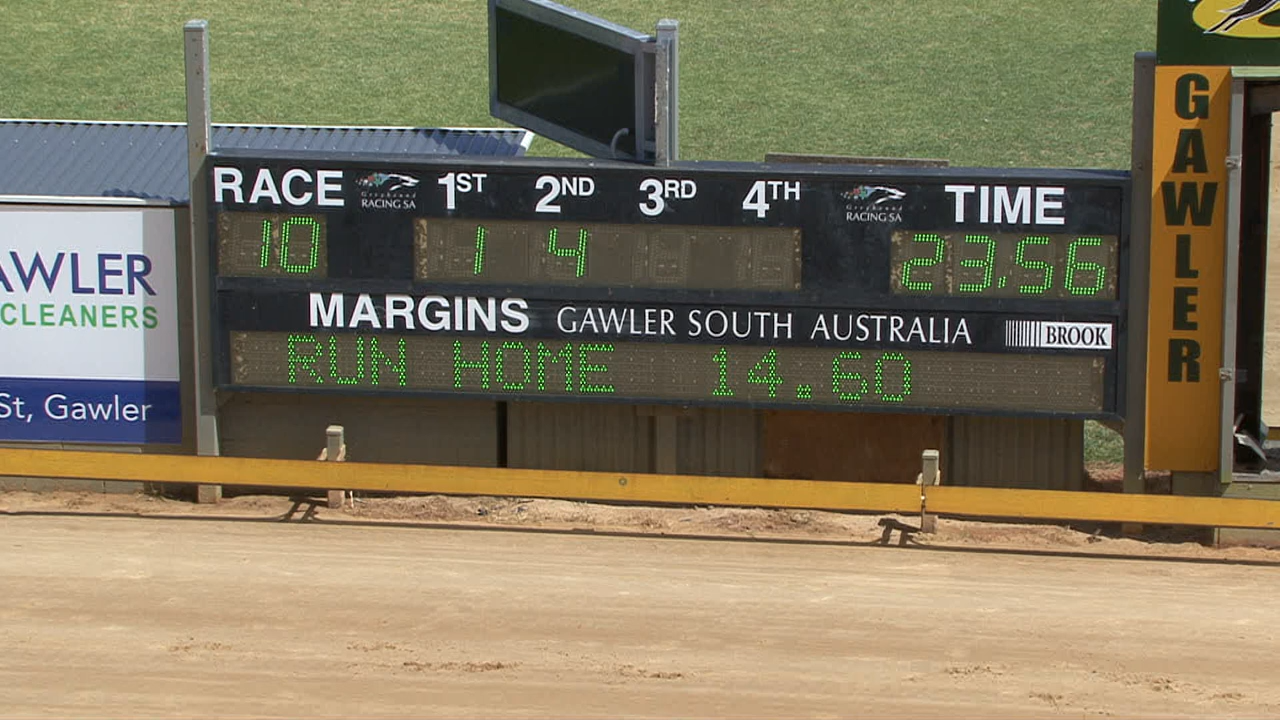 RACE 1ST 2ND 3RD 4TH TIME
RACING SA
Greyhound
RACING SA
10 1 4 23.56
MARGINS GAWLER SOUTH AUSTRALIA BROOK
RUN HOME 14.60
AWLER
CLEANERS
St, Gawler
GAWLER